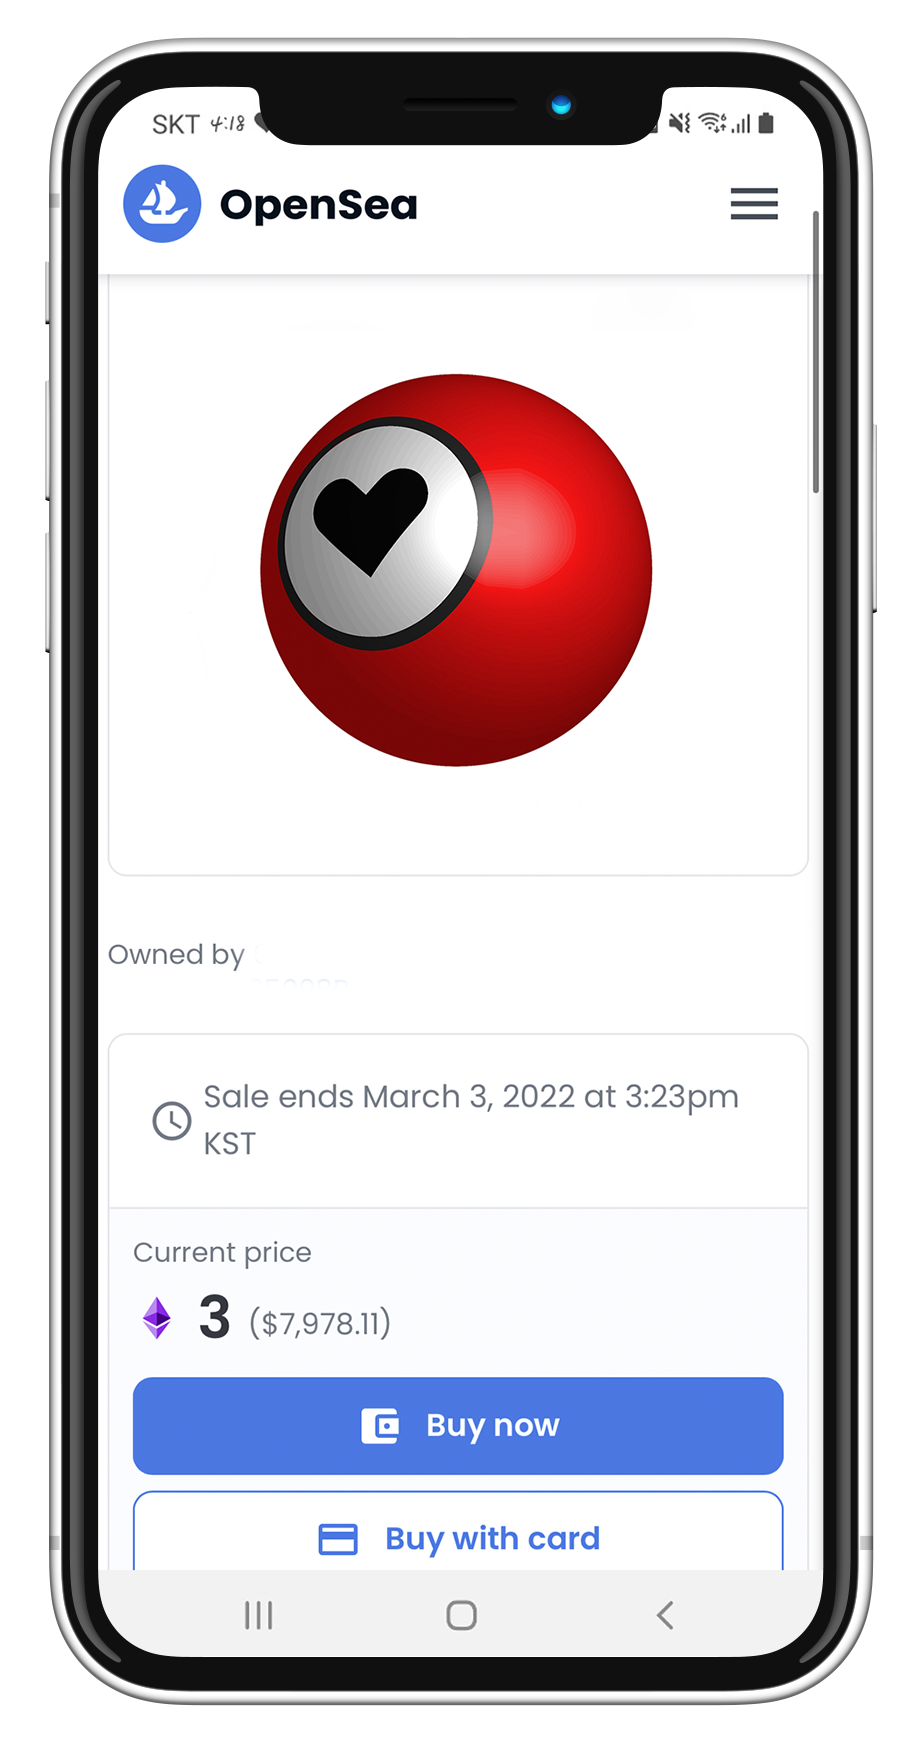 SKT 4:18
OpenSea
Owned by
Sale ends March 3, 2022 at 3:23pm
KST
Current price
3 ($7,978.11)
Buy now
Buy with card